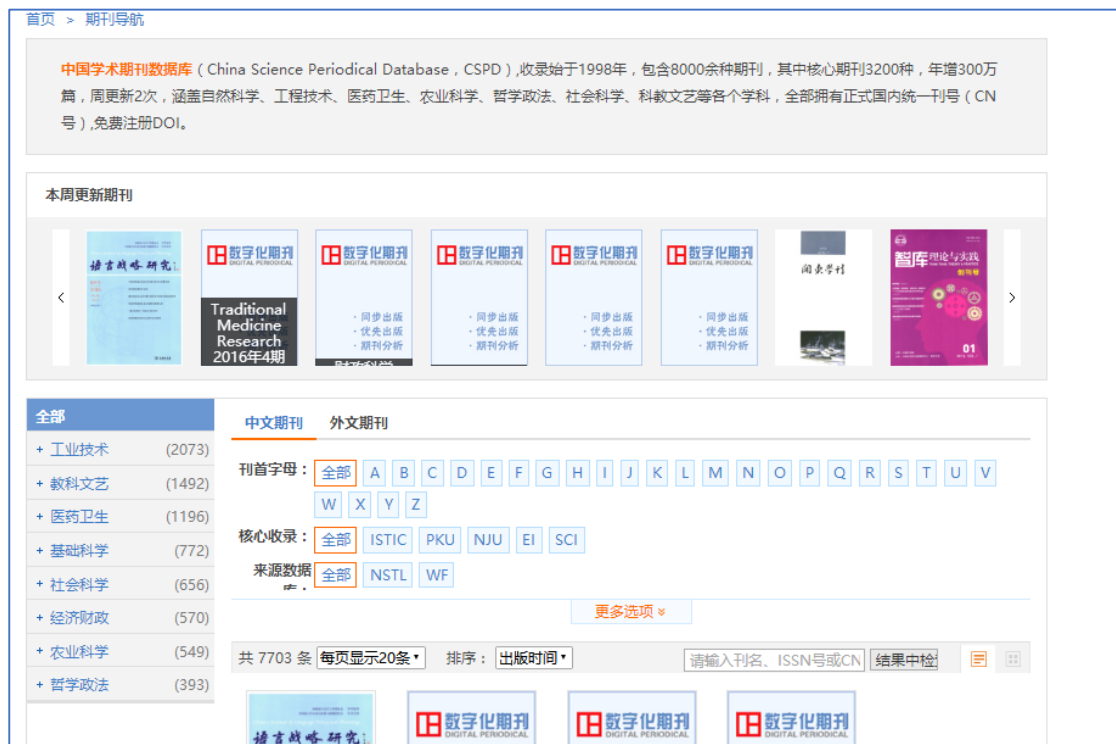 首页 > 期刊导航
中国学术期刊数据库 ( China Science Periodical Database , CSPD ) ,收录始于1998年，包含8000余种期刊，其中核心期刊3200种，年增300万
篇，周更新2次，涵盖自然科学、工程技术、医药卫生、农业科学、哲学政法、社会科学、科教文艺等各个学科，全部拥有正式国内统一刊号 ( CN
号 ) ,免费注册DOI。
本周更新期刊
语言战略研究
数字化期刊
DIGITAL PERIODICAL
Traditional
Medicine
Research
2016年4期
数字化期刊
DIGITAL PERIODICAL
· 同步出版
· 优先出版
· 期刊分析
财政科学
数字化期刊
DIGITAL PERIODICAL
· 同步出版
· 优先出版
· 期刊分析
数字化期刊
DIGITAL PERIODICAL
· 同步出版
· 优先出版
· 期刊分析
数字化期刊
DIGITAL PERIODICAL
· 同步出版
· 优先出版
· 期刊分析
智库理论与实践
创刊号
01
全部
+ 工业技术 (2073)
+ 教科文艺 (1492)
+ 医药卫生 (1196)
+ 基础科学 (772)
+ 社会科学 (656)
+ 经济财政 (570)
+ 农业科学 (549)
+ 哲学政法 (393)
中文期刊 外文期刊
刊首字母： 全部 A B C D E F G H I J K L M N O P Q R S T U V
W X Y Z
核心收录： 全部 ISTIC PKU NJU EI SCI
来源数据库： 全部 NSTL WF
更多选项
共 7703 条 每页显示20条 排序： 出版时间 请输入刊名、ISSN号或CN 结果中检
语言战略研究
数字化期刊
DIGITAL PERIODICAL
数字化期刊
DIGITAL PERIODICAL
数字化期刊
DIGITAL PERIODICAL